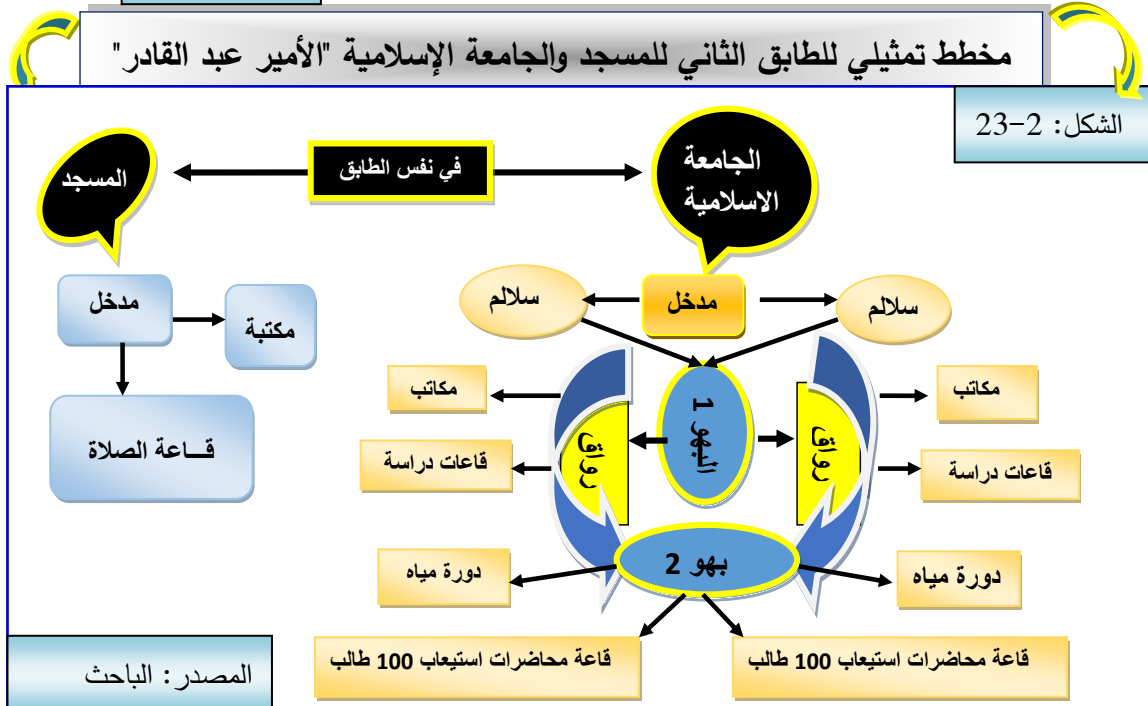 مخطط تمثيلي للطابق الثاني للمسجد والجامعة الإسلامية "الأمير عبد القادر"
الشكل: 2-23
الجامعة
الاسلامية
في نفس الطابق
المسجد
سلالم
مدخل
سلالم
مدخل
مكتبة
قـــاعة الصلاة
مكاتب
مكاتب
رواق
البهو 1
رواق
قاعات دراسة
قاعات دراسة
بهو 2
دورة مياه
دورة مياه
قاعة محاضرات استيعاب 100 طالب
قاعة محاضرات استيعاب 100 طالب
المصدر: الباحث